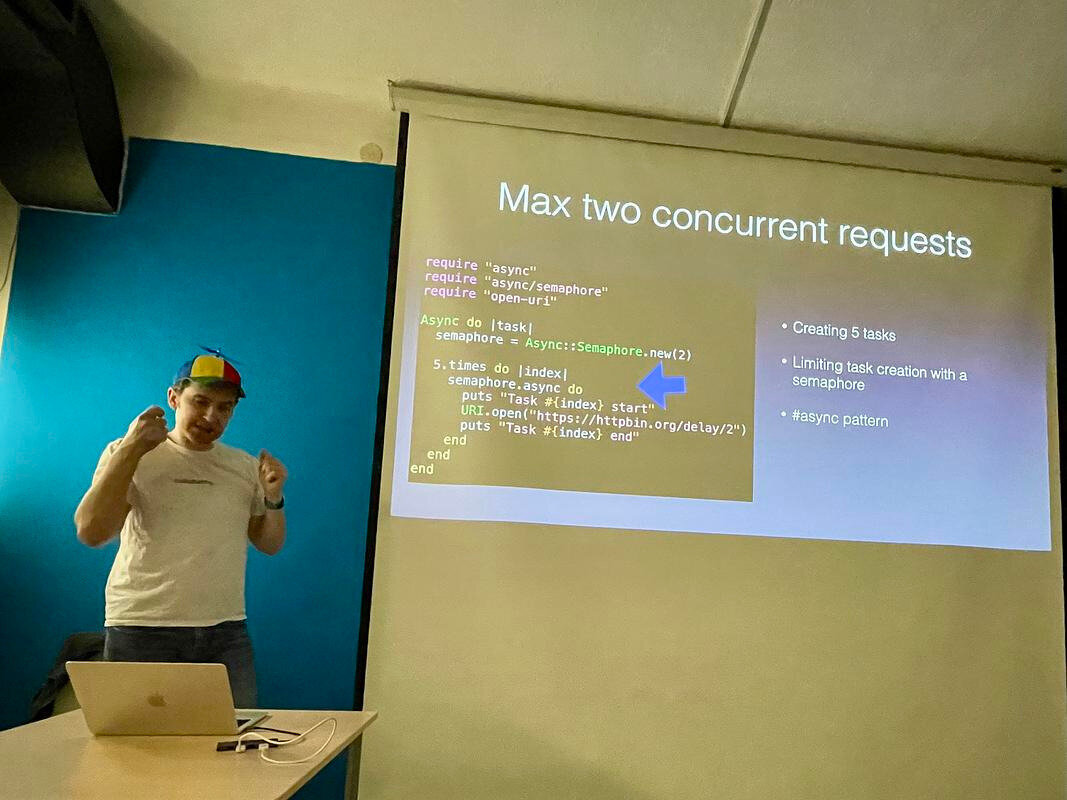 Max two concurrent requests
require "async"
require "async/semaphore"
require "open-uri"
Async do |task|
semaphore = Async::Semaphore.new(2)
5.times do |index|
semaphore.async do
puts "Task #{index} start"
URI.open("https://httpbin.org/delay/2")
puts "Task #{index} end"
end
end
end
• Creating 5 tasks
• Limiting task creation with a
semaphore
• #async pattern